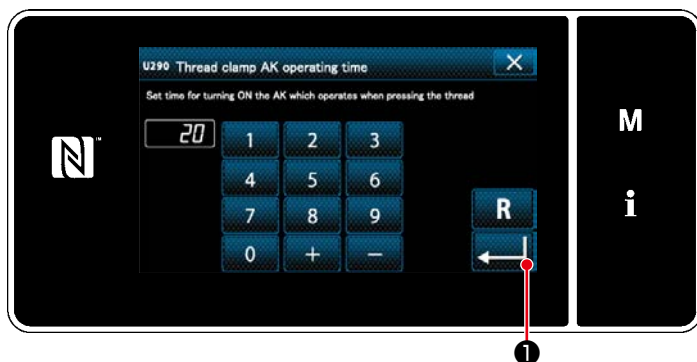 U290 Thread clamp AK operating time
Set time for turning ON the AK which operates when pressing the thread
20
1 2 3
4 5 6
7 8 9
0 + −
R
M
i
N
❶